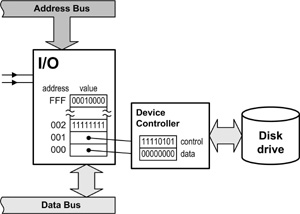 Address Bus
I/O
address value
FFF 00010000
002 11111111
001
000
Device
Controller
11110101 control
00000000 data
Disk
drive
Data Bus